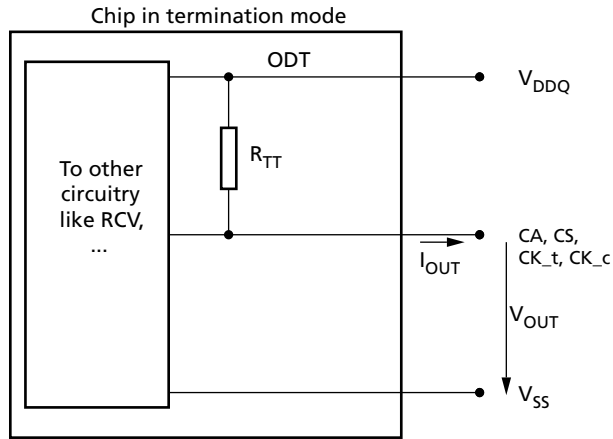 Chip in termination mode
ODT
V_DDQ
To other
circuitry
like RCV,
...
R_TT
I_OUT
CA, CS,
CK_t, CK_c
V_OUT
V_SS